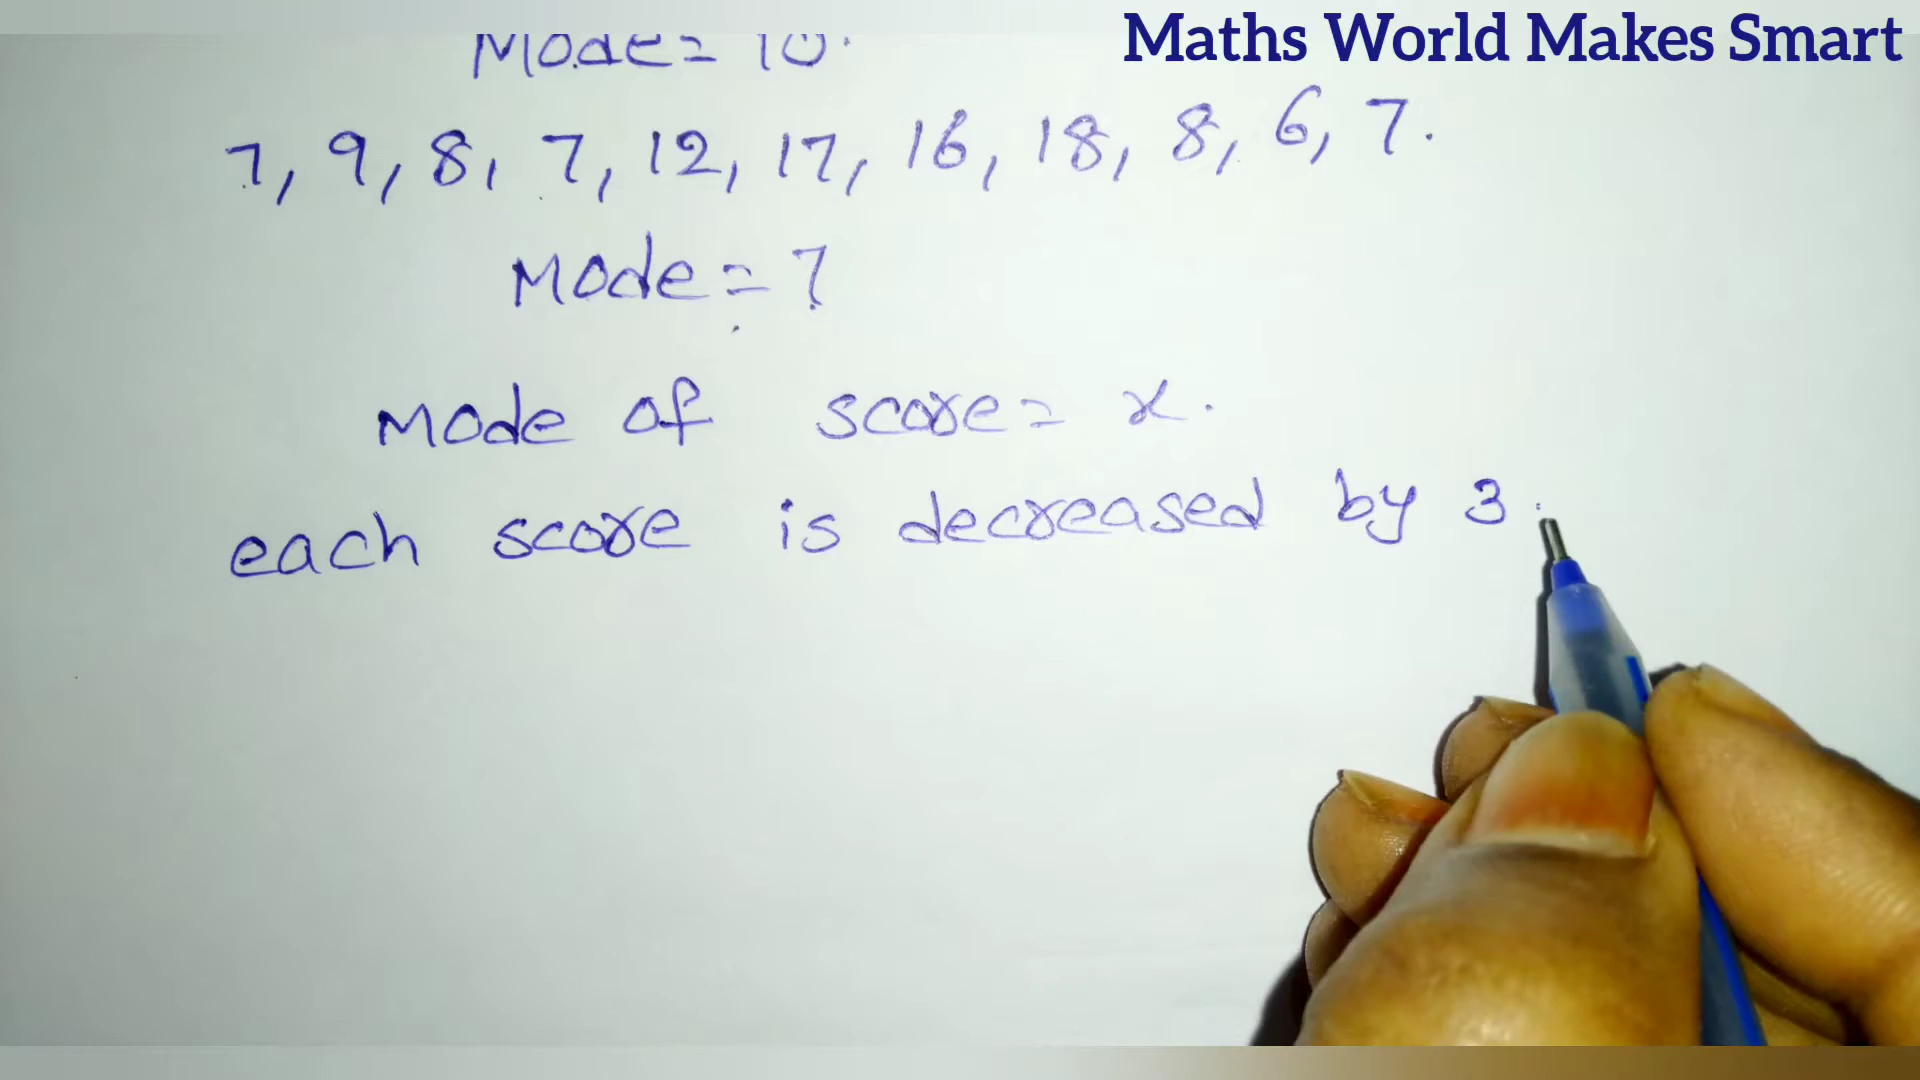 Maths World Makes Smart
Mode = 10.
7, 9, 8, 7, 12, 17, 16, 18, 8, 6, 7.
Mode = 7
Mode of score = x.
each score is decreased by 3.